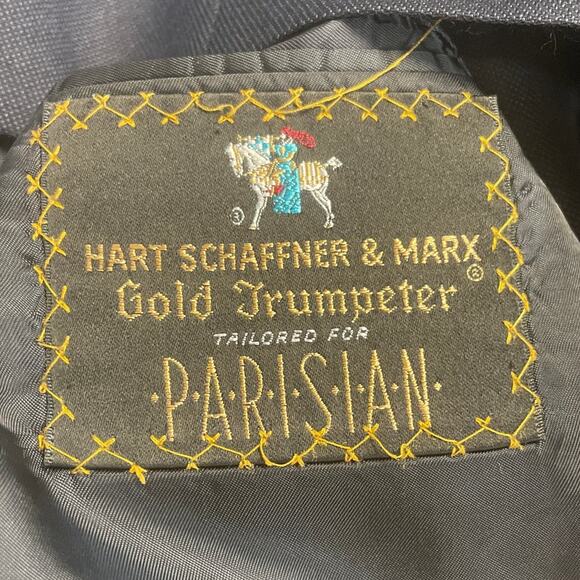 ®
HART SCHAFFNER & MARX
Gold Trumpeter®
TAILORED FOR
·P·A·R·I·S·I·A·N·